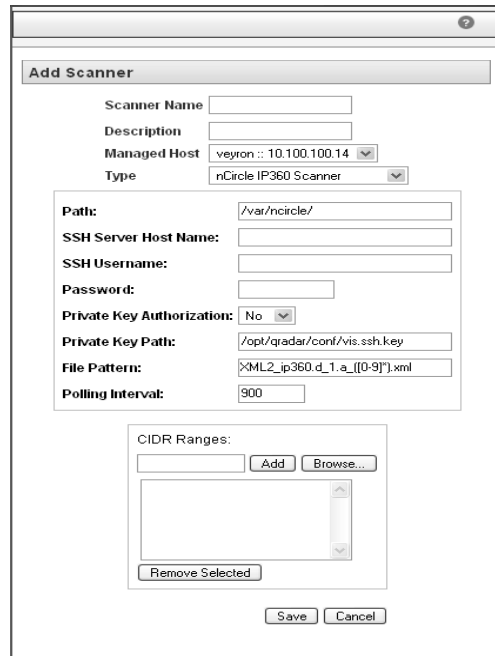 ?
Add Scanner
Scanner Name
Description
Managed Host veyron :: 10.100.100.14
Type nCircle IP360 Scanner
Path: /var/ncircle/
SSH Server Host Name:
SSH Username:
Password:
Private Key Authorization: No
Private Key Path: /opt/qradar/conf/vis.ssh.key
File Pattern: XML2_ip360.d_1.a_([0-9]*).xml
Polling Interval: 900
CIDR Ranges:
Add Browse...
Remove Selected
Save Cancel